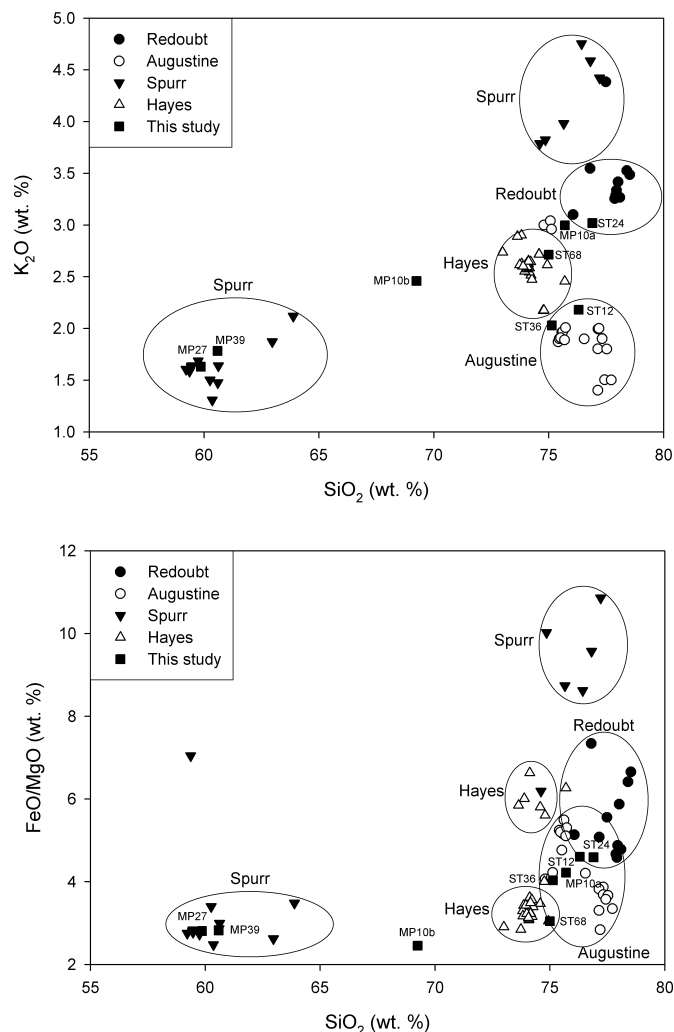 5.0
4.5
4.0
3.5
3.0
2.5
2.0
1.5
1.0
K2O (wt. %)
Redoubt
Augustine
Spurr
Hayes
This study
Spurr
Redoubt
ST24
MP10a
ST68
Hayes
MP10b
Spurr
ST12
ST36
MP39
MP27
Augustine
55 60 65 70 75 80
SiO2 (wt. %)
12
10
8
6
4
2
FeO/MgO (wt. %)
Redoubt
Augustine
Spurr
Hayes
This study
Spurr
Redoubt
Hayes
ST24
ST12
ST36
MP10a
Spurr
Hayes
MP27
MP39
ST68
MP10b
Augustine
55 60 65 70 75 80
SiO2 (wt. %)